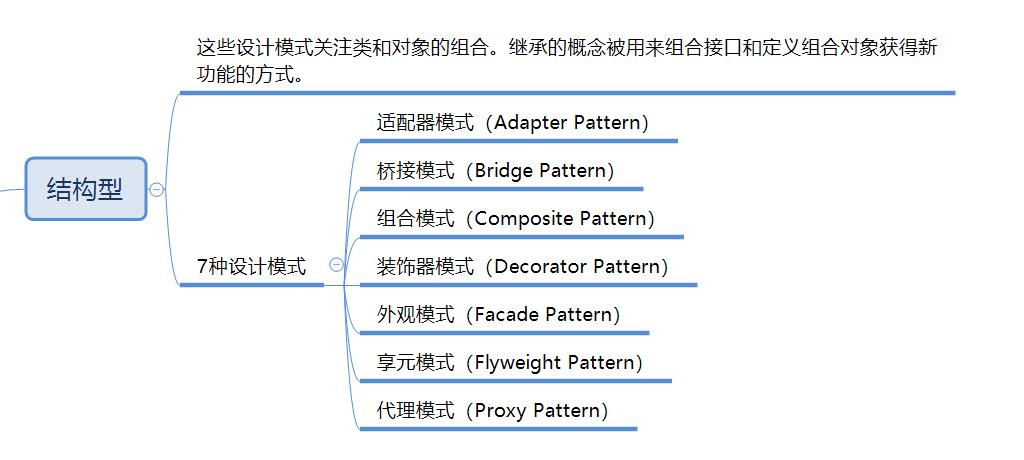 这些设计模式关注类和对象的组合。继承的概念被用来组合接口和定义组合对象获得新
功能的方式。
适配器模式（Adapter Pattern）
桥接模式（Bridge Pattern）
结构型
组合模式（Composite Pattern）
7种设计模式
装饰器模式（Decorator Pattern）
外观模式（Facade Pattern）
享元模式（Flyweight Pattern）
代理模式（Proxy Pattern）